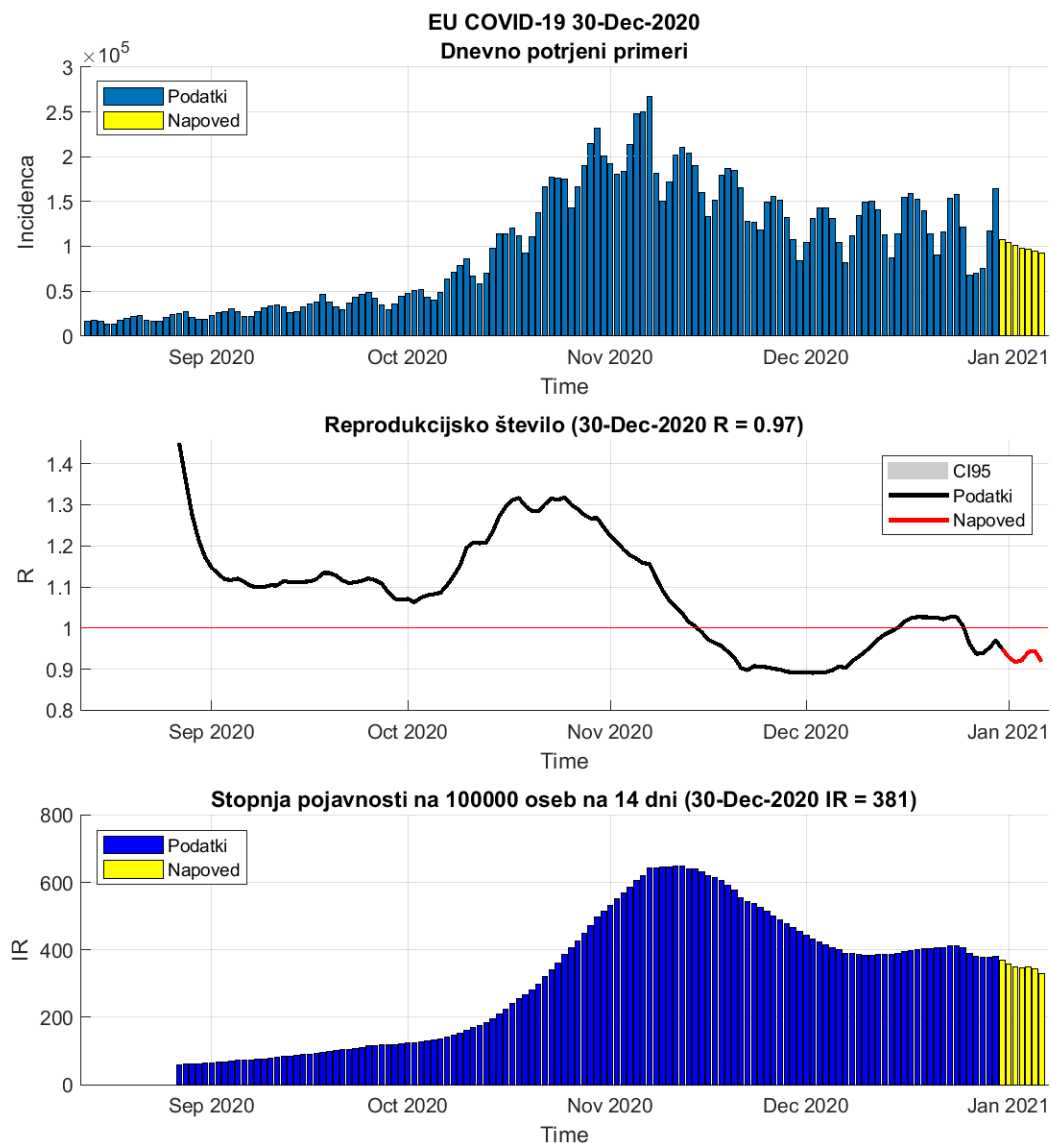 EU COVID-19 30-Dec-2020
Dnevno potrjeni primeri
×10^5
3
2.5
2
1.5
1
0.5
0
Incidenca
Podatki
Napoved
Sep 2020
Oct 2020
Nov 2020
Dec 2020
Jan 2021
Time
Reprodukcijsko število (30-Dec-2020 R = 0.97)
1.4
1.3
1.2
1.1
1
0.9
0.8
R
CI95
Podatki
Napoved
Sep 2020
Oct 2020
Nov 2020
Dec 2020
Jan 2021
Time
Stopnja pojavnosti na 100000 oseb na 14 dni (30-Dec-2020 IR = 381)
800
600
400
200
0
IR
Podatki
Napoved
Sep 2020
Oct 2020
Nov 2020
Dec 2020
Jan 2021
Time